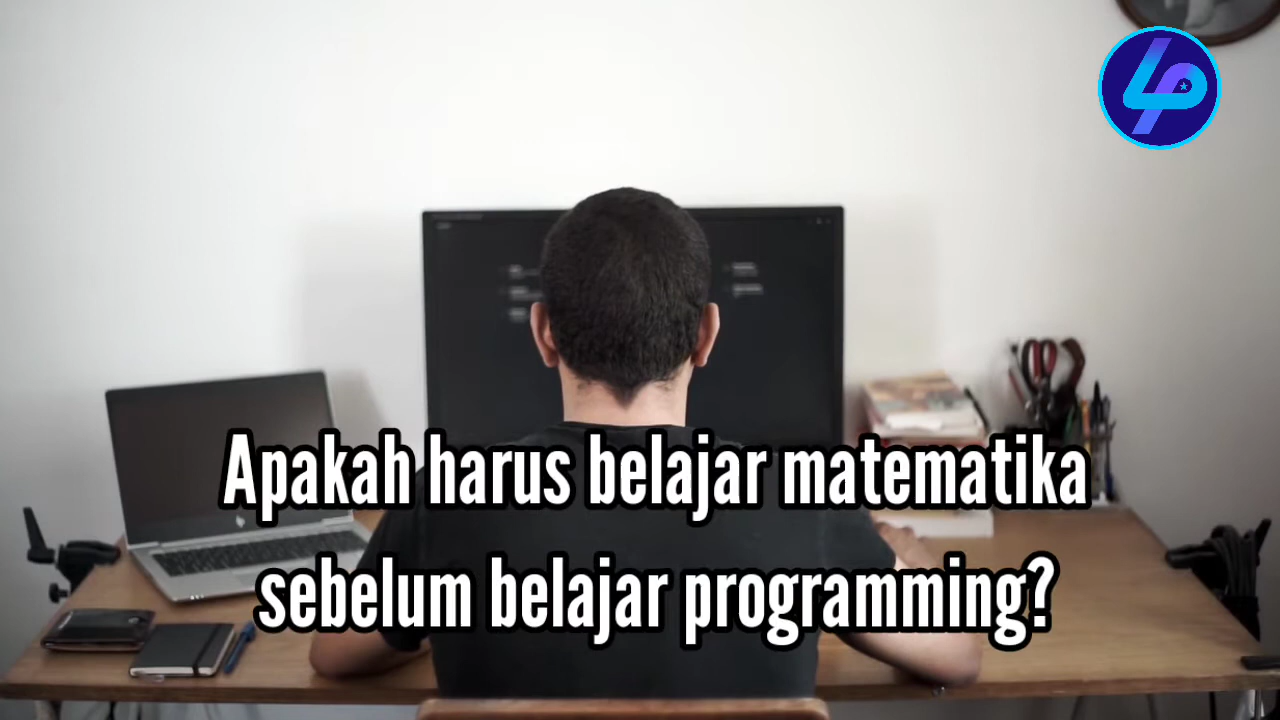 Apakah harus belajar matematika
sebelum belajar programming?